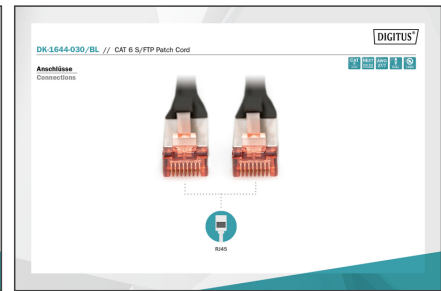 DIGITUS®
DK-1644-030/BL // CAT 6 S/FTP Patch Cord
Anschlüsse
Connections
RJ45